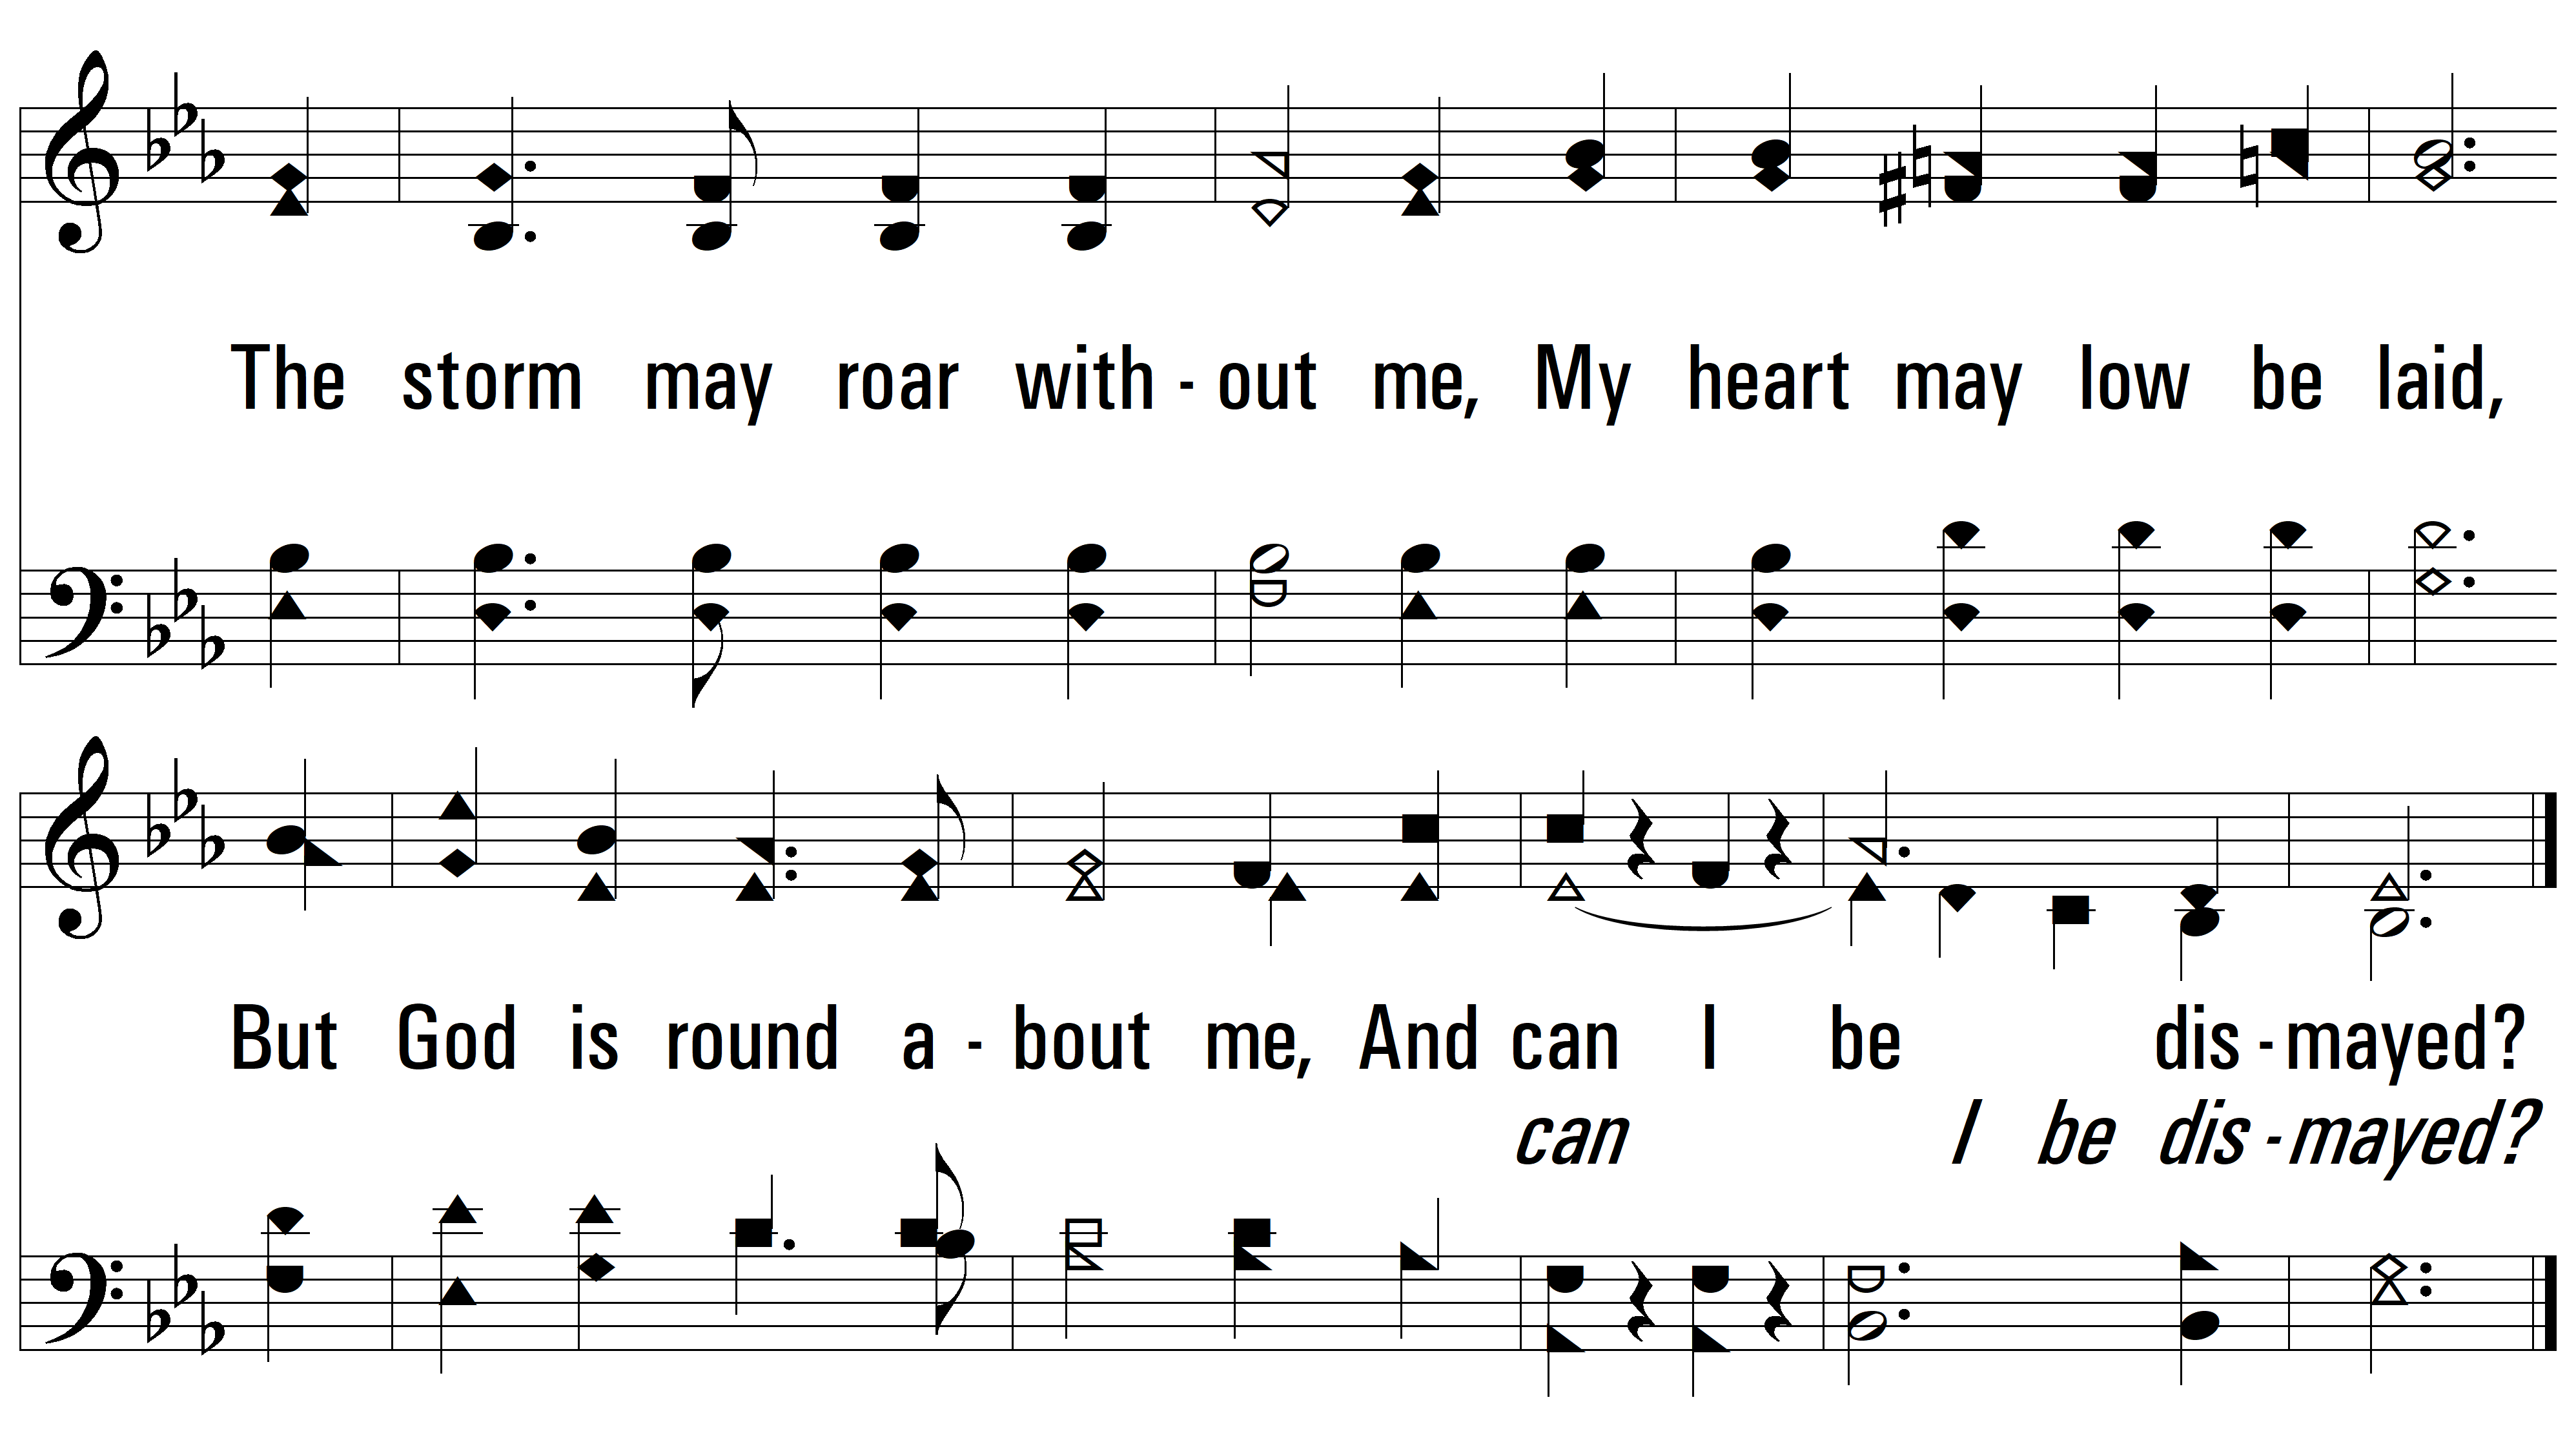 The storm may roar with - out me, My heart may low be laid,
But God is round a - bout me, And can I be dis - mayed?
can I be dis - mayed?